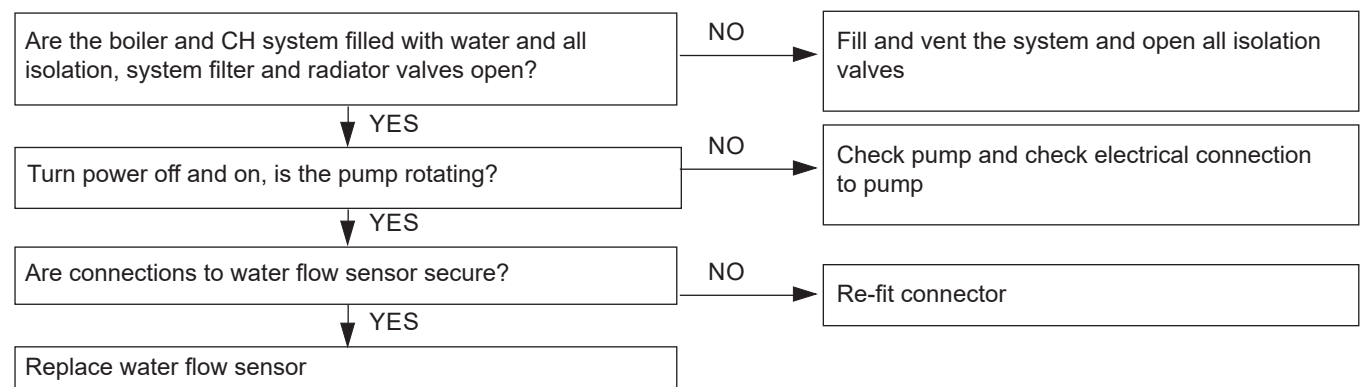 Are the boiler and CH system filled with water and all
isolation, system filter and radiator valves open?
NO
Fill and vent the system and open all isolation
valves
YES
Turn power off and on, is the pump rotating?
NO
Check pump and check electrical connection
to pump
YES
Are connections to water flow sensor secure?
NO
Re-fit connector
YES
Replace water flow sensor